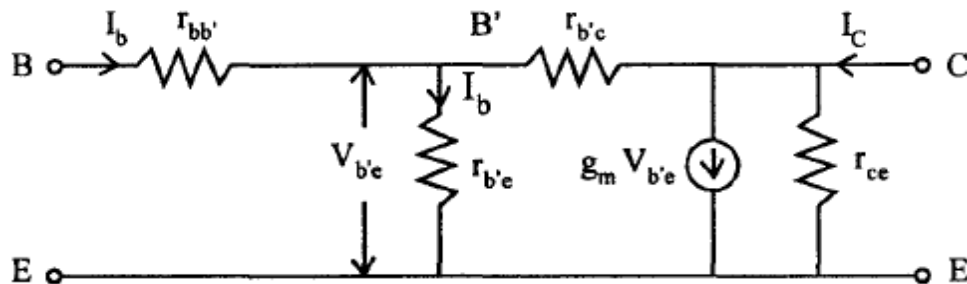 I_b r_bb' B' r_b'c I_C
B C
I_b
V_b'e r_b'e g_m V_b'e r_ce
E E